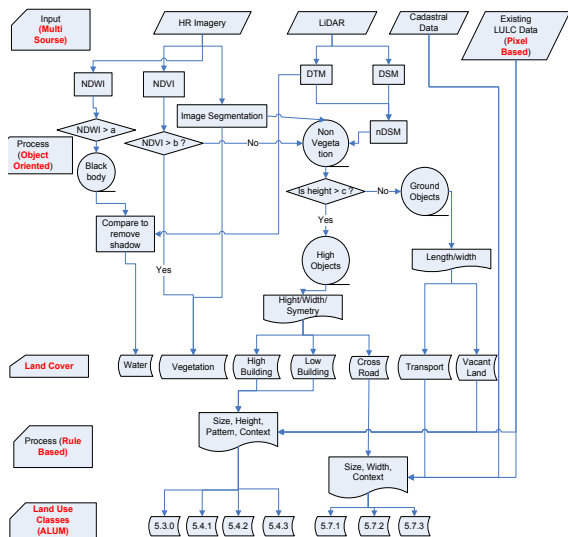 Input
(Multi
Sourse)
HR Imagery
LiDAR
Cadastral
Data
Existing
LULC Data
(Pixel
Based)
NDWI
NDVI
DTM
DSM
Image Segmentation
nDSM
Process
(Object
Oriented)
NDWI > a
NDVI > b ?
No
Non
Vegeta
tion
Black
body
Is height > c ?
No
Ground
Objects
Yes
Compare to
remove
shadow
High
Objects
Length/width
Yes
Hight/Width/
Symetry
Land Cover
Water
Vegetation
High
Building
Low
Building
Cross
Road
Transport
Vacant
Land
Process (Rule
Based)
Size, Height,
Pattern, Context
Size, Width,
Context
Land Use
Classes
(ALUM)
5.3.0
5.4.1
5.4.2
5.4.3
5.7.1
5.7.2
5.7.3